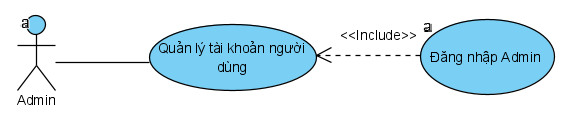 a
Admin
Quản lý tài khoản người
dùng
<<Include>>
a
Đăng nhập Admin